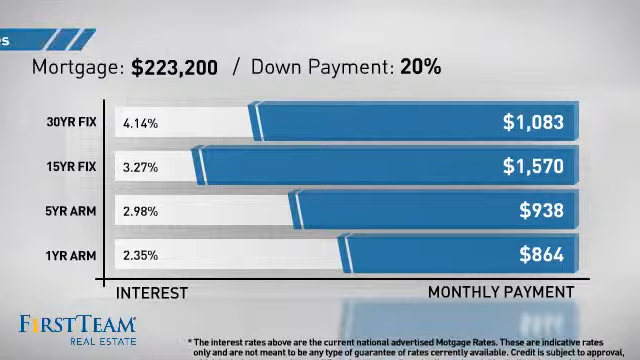 es
Mortgage: $223,200 / Down Payment: 20%
30YR FIX 4.14% $1,083
15YR FIX 3.27% $1,570
5YR ARM 2.98% $938
1YR ARM 2.35% $864
INTEREST MONTHLY PAYMENT
FIRSTTEAM®
REAL ESTATE
* The interest rates above are the current national advertised Motgage Rates. These are indicative rates
only and are not meant to be any type of guarantee of rates cerrently available. Credit is subject to approval,